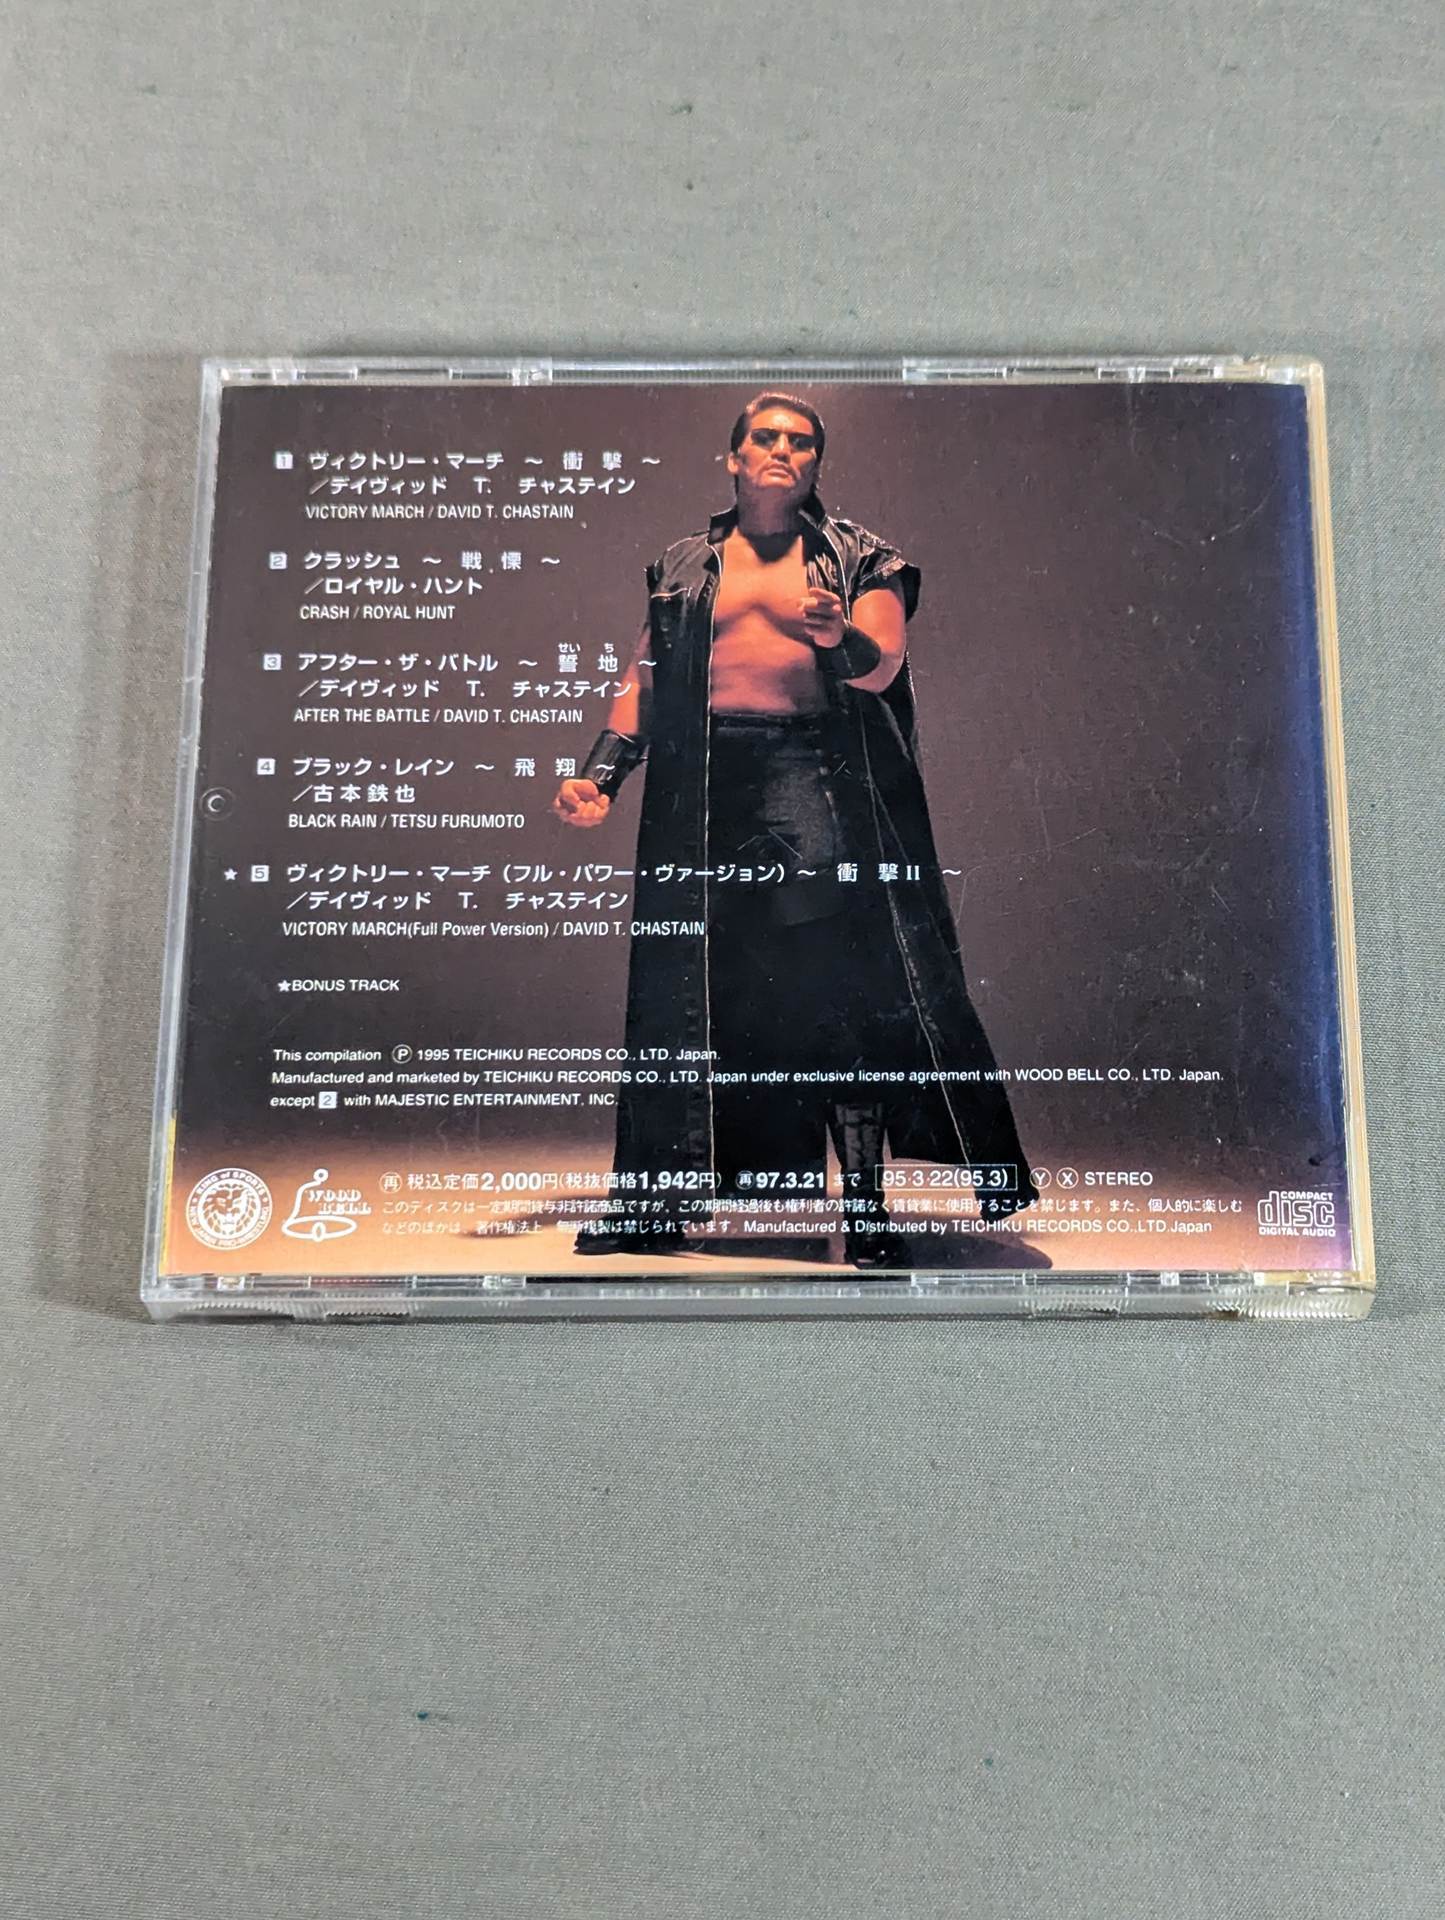 1 ヴィクトリー・マーチ ～ 衝 撃 ～
／デイヴィッド T. チャステイン
VICTORY MARCH / DAVID T. CHASTAIN
2 クラッシュ ～ 戦 慄 ～
／ロイヤル・ハント
CRASH / ROYAL HUNT
せい ち
3 アフター・ザ・バトル ～ 誓 地 ～
／デイヴィッド T. チャステイン
AFTER THE BATTLE / DAVID T. CHASTAIN
4 ブラック・レイン ～ 飛 翔 ～
／古本鉄也
BLACK RAIN / TETSU FURUMOTO
★ 5 ヴィクトリー・マーチ（フル・パワー・ヴァージョン）～ 衝 撃 II ～
／デイヴィッド T. チャステイン
VICTORY MARCH(Full Power Version) / DAVID T. CHASTAIN
★BONUS TRACK
This compilation Ⓟ 1995 TEICHIKU RECORDS CO., LTD. Japan.
Manufactured and marketed by TEICHIKU RECORDS CO., LTD. Japan under exclusive license agreement with WOOD BELL CO., LTD. Japan.
except 2 with MAJESTIC ENTERTAINMENT, INC.
KING of SPORTS
NEW JAPAN PRO-WRESTLING
WOOD BELL
再 税込定価2,000円(税抜価格1,942円) 再 97.3.21 まで 95・3・22(95.3) Ⓨ Ⓧ STEREO
このディスクは一定期間貸与非許諾商品ですが、この期間経過後も権利者の許諾なく賃貸業に使用することを禁じます。また、個人的に楽しむ
などのほかは、著作権法上、無断複製は禁じられています。Manufactured & Distributed by TEICHIKU RECORDS CO.,LTD.Japan
COMPACT
disc
DIGITAL AUDIO